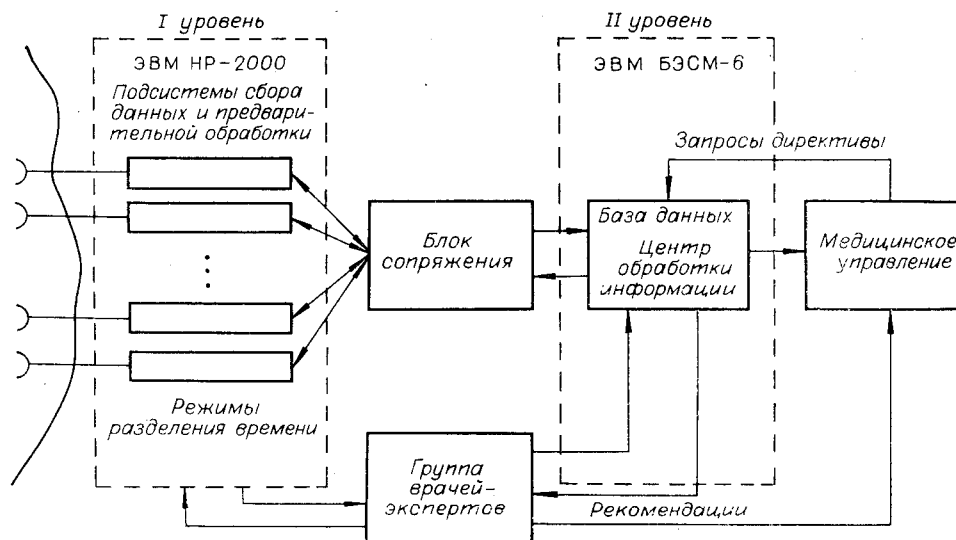 I уровень
II уровень
ЭВМ НР-2000
Подсистемы сбора
данных и предвари-
тельной обработки
Режимы
разделения времени
Блок
сопряжения
ЭВМ БЭСМ-6
Запросы директивы
База данных
Центр
обработки
информации
Медицинское
управление
Группа
врачей-
экспертов
Рекомендации